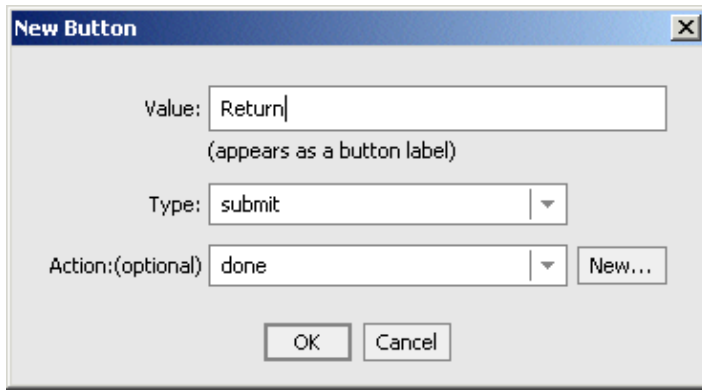 New Button
Value: Return
(appears as a button label)
Type: submit
Action:(optional) done New...
OK Cancel